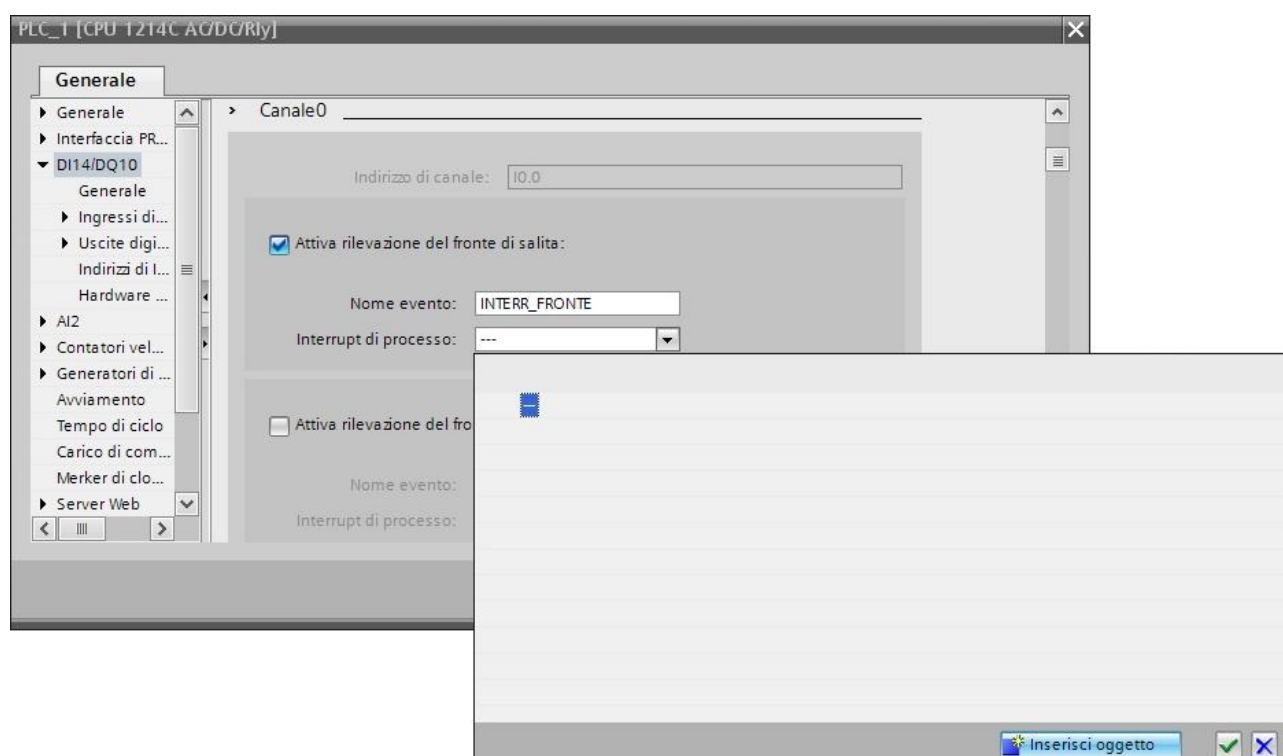 PLC_1 [CPU 1214C AC/DC/Rly]
Generale
Generale
Interfaccia PR...
DI14/DQ10
Generale
Ingressi di...
Uscite digi...
Indirizzi di I...
Hardware ...
AI2
Contatori vel...
Generatori di ...
Avviamento
Tempo di ciclo
Carico di com...
Merker di clo...
Server Web
Canale0
Indirizzo di canale: I0.0
Attiva rilevazione del fronte di salita:
Nome evento: INTERR_FRONTE
Interrupt di processo: ---
Attiva rilevazione del fro
Nome evento:
Interrupt di processo:
Inserisci oggetto